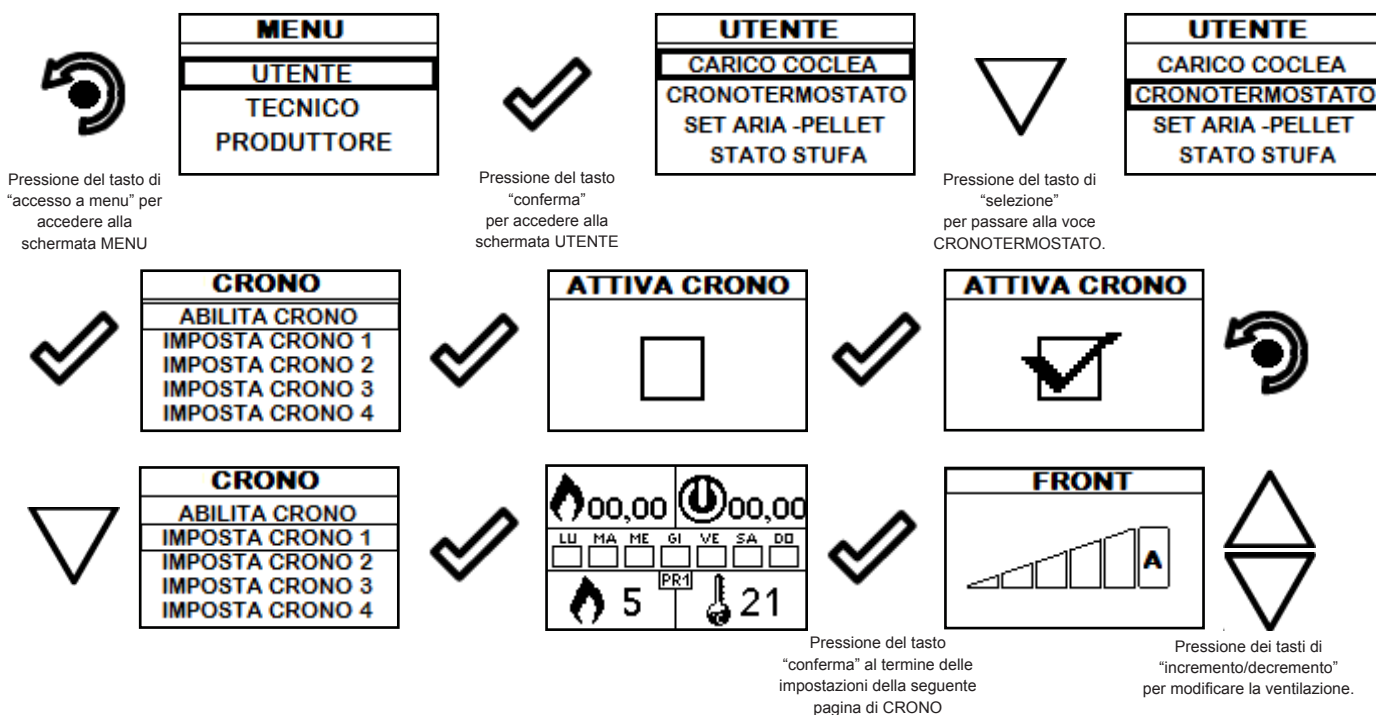 MENU
UTENTE
TECNICO
PRODUTTORE
Pressione del tasto di
“accesso a menu” per
accedere alla
schermata MENU
Pressione del tasto
“conferma”
per accedere alla
schermata UTENTE
UTENTE
CARICO COCLEA
CRONOTERMOSTATO
SET ARIA -PELLET
STATO STUFA
Pressione del tasto di
“selezione”
per passare alla voce
CRONOTERMOSTATO.
UTENTE
CARICO COCLEA
CRONOTERMOSTATO
SET ARIA -PELLET
STATO STUFA
CRONO
ABILITA CRONO
IMPOSTA CRONO 1
IMPOSTA CRONO 2
IMPOSTA CRONO 3
IMPOSTA CRONO 4
ATTIVA CRONO
ATTIVA CRONO
CRONO
ABILITA CRONO
IMPOSTA CRONO 1
IMPOSTA CRONO 2
IMPOSTA CRONO 3
IMPOSTA CRONO 4
00,00 00,00
LU MA ME GI VE SA DO
PR1
5 21
Pressione del tasto
“conferma” al termine delle
impostazioni della seguente
pagina di CRONO
FRONT
A
Pressione dei tasti di
“incremento/decremento”
per modificare la ventilazione.